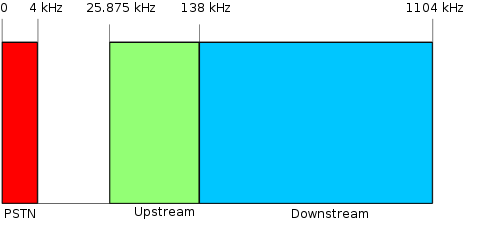 0 4 kHz 25.875 kHz 138 kHz 1104 kHz
PSTN Upstream Downstream